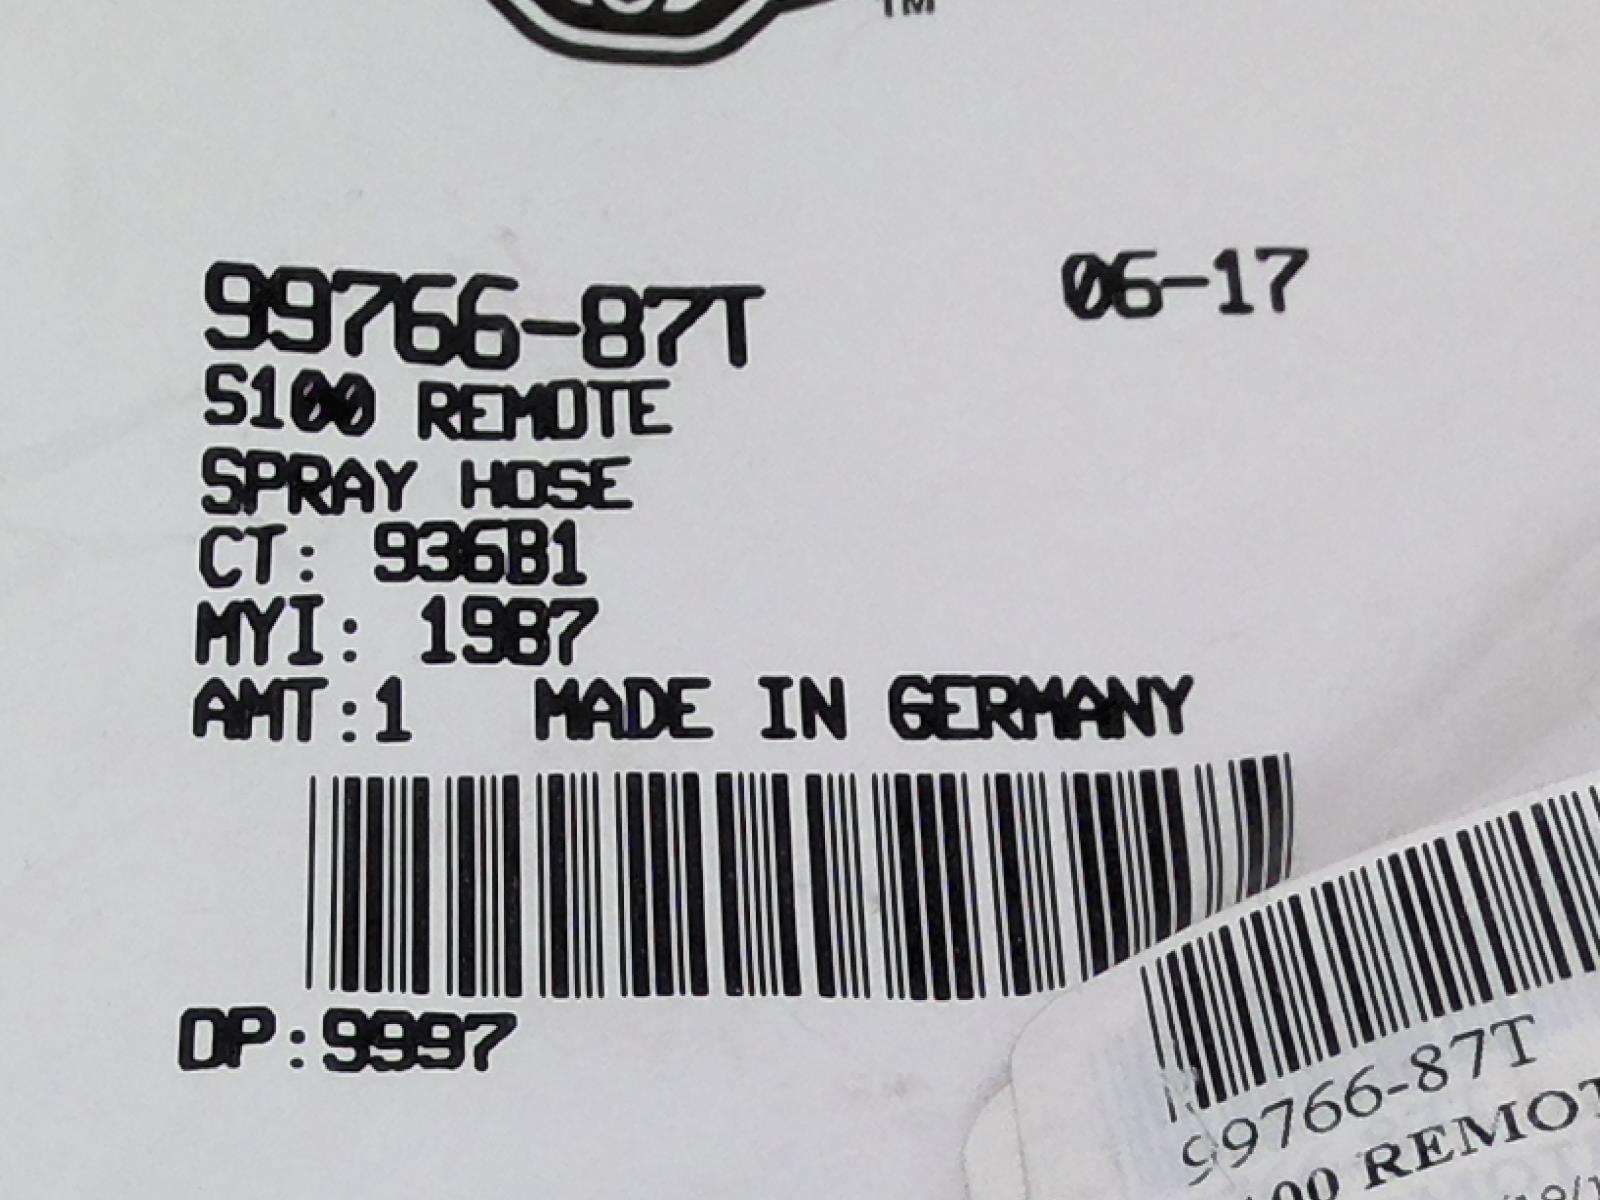 TM
99766-87T 06-17
S100 REMOTE
SPRAY HOSE
CT: 936B1
MYI: 1987
AMT:1 MADE IN GERMANY
OP:9997
99766-87T